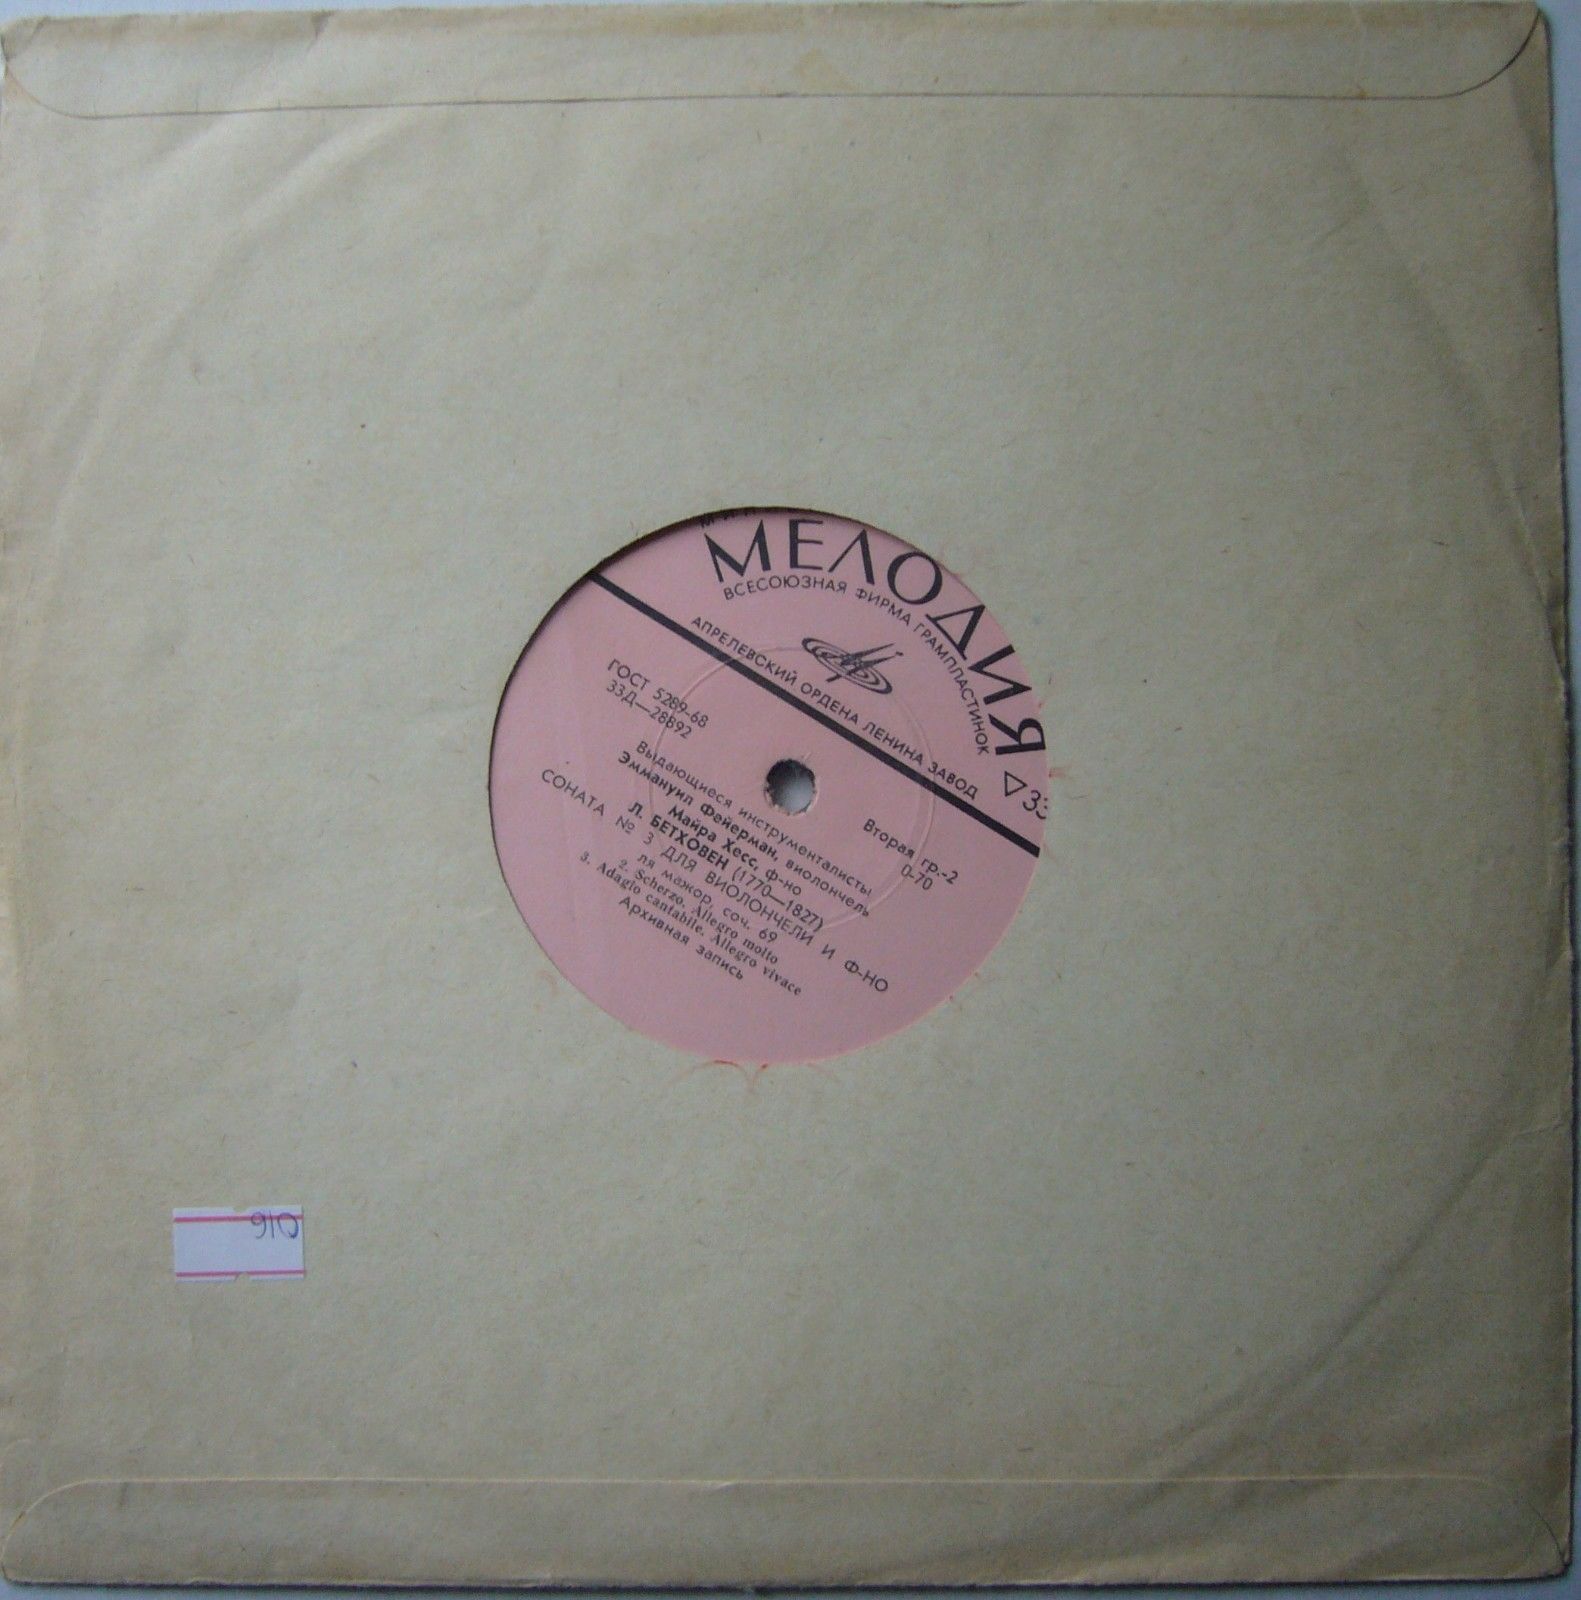 МЕЛОДИЯ
ВСЕСОЮЗНАЯ ФИРМА ГРАМПЛАСТИНОК
▷33
АПРЕЛЕВСКИЙ ОРДЕНА ЛЕНИНА ЗАВОД
ГОСТ 5289-68
33Д—28892
Вторая гр.-2
0-70
Выдающиеся инструменталисты
Эммануил Фейерман, виолончель
Майра Хесс, ф-но
Л. БЕТХОВЕН (1770—1827)
СОНАТА № 3 ДЛЯ ВИОЛОНЧЕЛИ И Ф-НО
ля мажор, соч. 69
2. Scherzo. Allegro molto
3. Adagio cantabile. Allegro vivace
Архивная запись